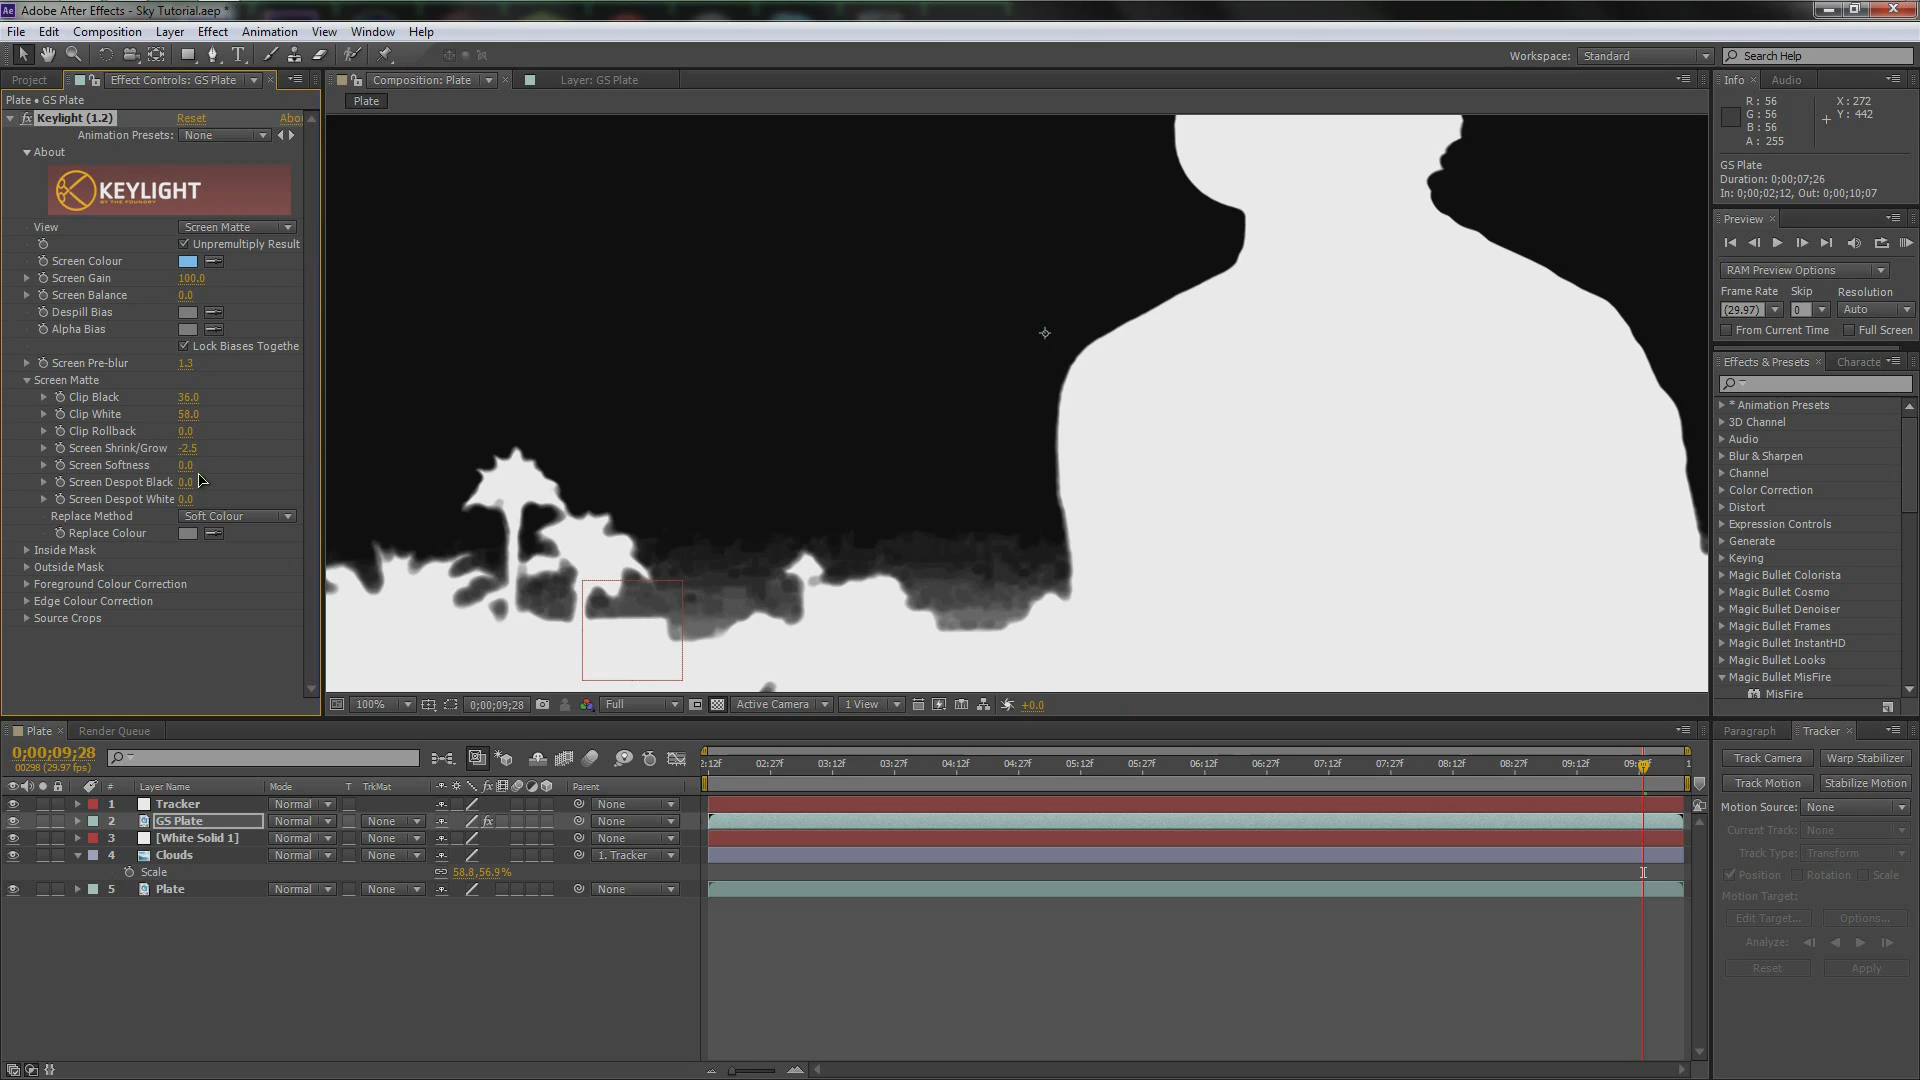 Ae Adobe After Effects - Sky Tutorial.aep *
File Edit Composition Layer Effect Animation View Window Help
Workspace: Standard Search Help
Project Effect Controls: GS Plate Composition: Plate Layer: GS Plate Info Audio
Plate • GS Plate
Plate
fx Keylight (1.2) Reset Abou
Animation Presets: None
About
KEYLIGHT
BY THE FOUNDRY
View Screen Matte
Unpremultiply Result
Screen Colour
Screen Gain 100.0
Screen Balance 0.0
Despill Bias
Alpha Bias
Lock Biases Togethe
Screen Pre-blur 1.3
Screen Matte
Clip Black 36.0
Clip White 58.0
Clip Rollback 0.0
Screen Shrink/Grow -2.5
Screen Softness 0.0
Screen Despot Black 0.0
Screen Despot White 0.0
Replace Method Soft Colour
Replace Colour
Inside Mask
Outside Mask
Foreground Colour Correction
Edge Colour Correction
Source Crops
100% 0;00;09;28 Full Active Camera 1 View +0.0
R : 56 X : 272
G : 56 Y : 442
B : 56
A : 255
GS Plate
Duration: 0;00;07;26
In: 0;00;02;12, Out: 0;00;10;07
Preview
RAM Preview Options
Frame Rate Skip Resolution
(29.97) 0 Auto
From Current Time Full Screen
Effects & Presets Characte
* Animation Presets
3D Channel
Audio
Blur & Sharpen
Channel
Color Correction
Distort
Expression Controls
Generate
Keying
Magic Bullet Colorista
Magic Bullet Cosmo
Magic Bullet Denoiser
Magic Bullet Frames
Magic Bullet InstantHD
Magic Bullet Looks
Magic Bullet MisFire
MisFire
Plate Render Queue
0;00;09;28
00298 (29.97 fps)
2:12f 02:27f 03:12f 03:27f 04:12f 04:27f 05:12f 05:27f 06:12f 06:27f 07:12f 07:27f 08:12f 08:27f 09:12f
# Layer Name Mode T TrkMat fx Parent
1 Tracker Normal None
2 GS Plate Normal None fx None
3 [White Solid 1] Normal None None
4 Clouds Normal None 1. Tracker
Scale 58.8,56.9%
5 Plate Normal None None
Paragraph Tracker
Track Camera Warp Stabilizer
Track Motion Stabilize Motion
Motion Source: None
Current Track: None
Track Type: Transform
Position Rotation Scale
Motion Target:
Edit Target... Options...
Analyze:
Reset Apply